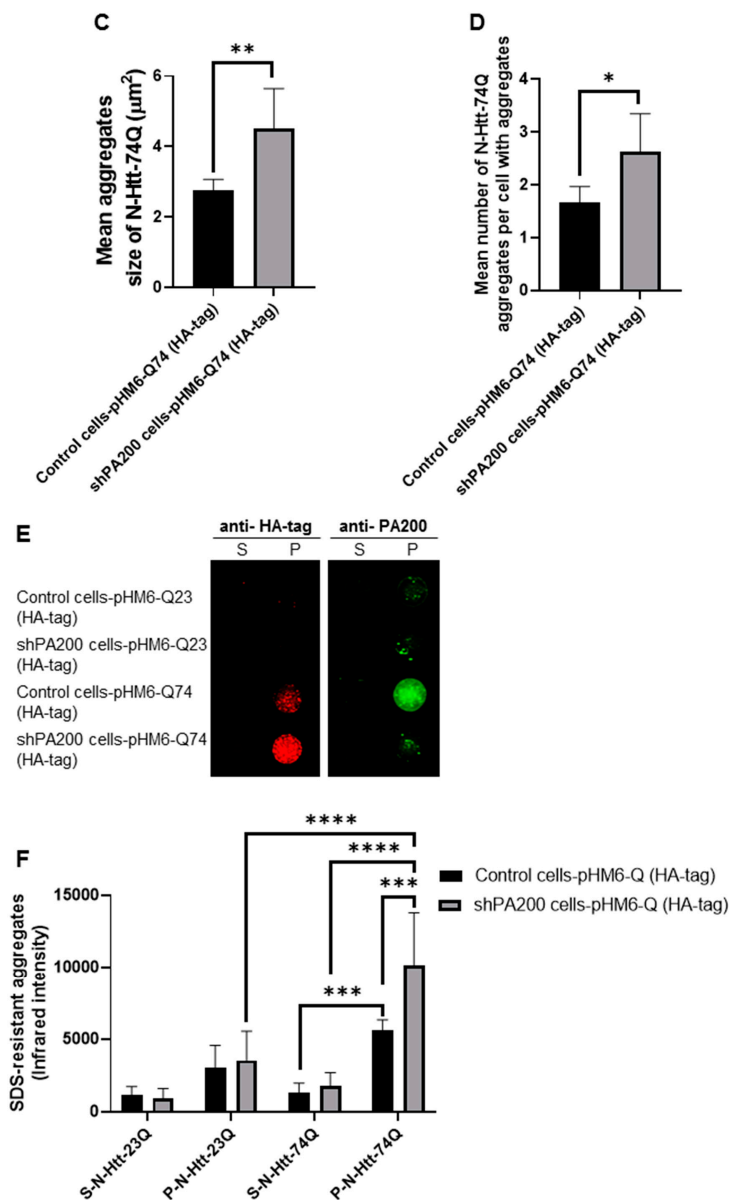 C
**
Mean aggregates
size of N-Htt-74Q (μm²)
6
4
2
0
Control cells-pHM6-Q74 (HA-tag)
shPA200 cells-pHM6-Q74 (HA-tag)
D
*
Mean number of N-Htt-74Q
aggregates per cell with aggregates
4
3
2
1
0
Control cells-pHM6-Q74 (HA-tag)
shPA200 cells-pHM6-Q74 (HA-tag)
E
anti- HA-tag
anti- PA200
S P
S P
Control cells-pHM6-Q23
(HA-tag)
shPA200 cells-pHM6-Q23
(HA-tag)
Control cells-pHM6-Q74
(HA-tag)
shPA200 cells-pHM6-Q74
(HA-tag)
F
****
****
***
***
Control cells-pHM6-Q (HA-tag)
shPA200 cells-pHM6-Q (HA-tag)
SDS-resistant aggregates
(Infrared intensity)
15000
10000
5000
0
S-N-Htt-23Q
P-N-Htt-23Q
S-N-Htt-74Q
P-N-Htt-74Q